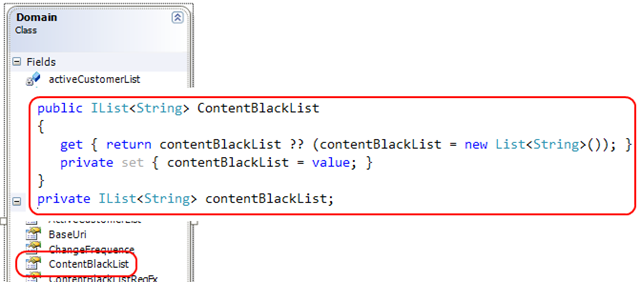 Domain
Class
Fields
activeCustomerList
public IList<String> ContentBlackList
{
get { return contentBlackList ?? (contentBlackList = new List<String>()); }
private set { contentBlackList = value; }
}
private IList<String> contentBlackList;
ActiveCustomerList
BaseUri
ChangeFrequence
ContentBlackList
ContentBlackListRegEx